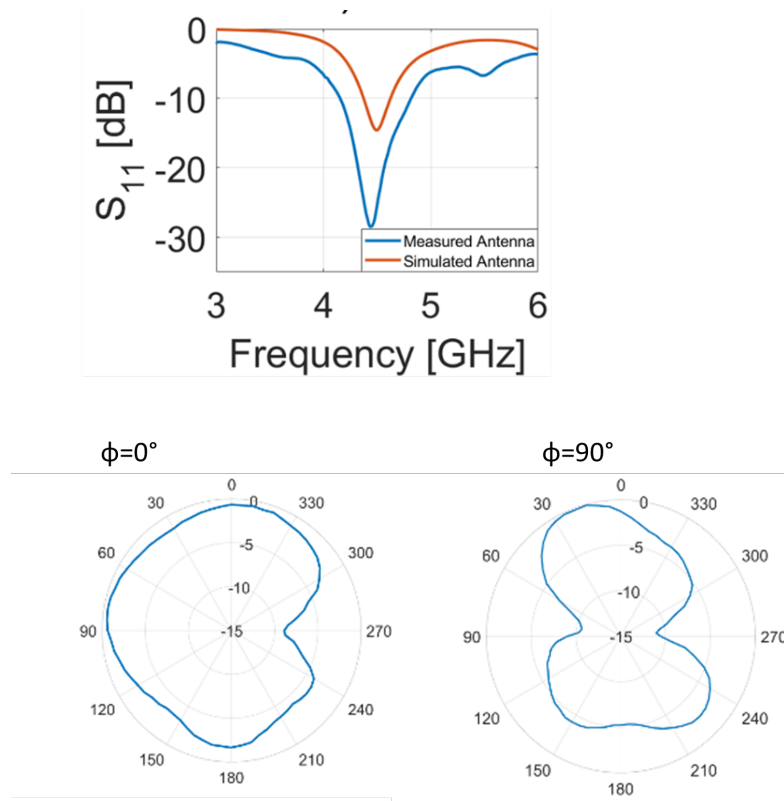 0
-10
-20
-30
S11 [dB]
Measured Antenna
Simulated Antenna
3 4 5 6
Frequency [GHz]
ϕ=0°
0
30 0 330
-5
60 300
-10
90 -15 270
120 240
150 210
180
ϕ=90°
0
30 0 330
-5
60 300
-10
90 -15 270
120 240
150 210
180